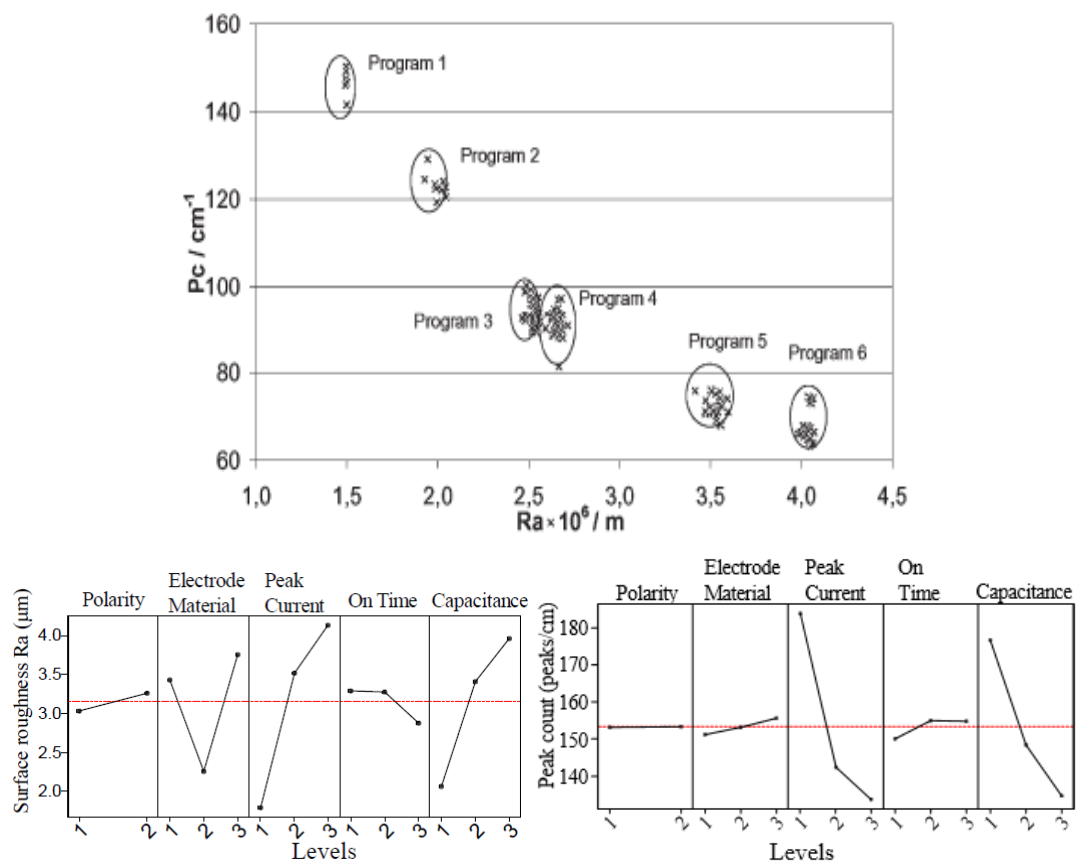 160
140
120
100
80
60
Pc / cm⁻¹
Program 1
Program 2
Program 3
Program 4
Program 5
Program 6
1,0 1,5 2,0 2,5 3,0 3,5 4,0 4,5
Ra×10⁶ / m
Surface roughness Ra (μm)
Polarity
Electrode
Material
Peak
Current
On Time
Capacitance
4.0
3.5
3.0
2.5
2.0
1 2 1 2 3 1 2 3 1 2 3 1 2 3
Levels
Peak count (peaks/cm)
Polarity
Electrode
Material
Peak
Current
On
Time
Capacitance
180
170
160
150
140
1 2 1 2 3 1 2 3 1 2 3 1 2 3
Levels